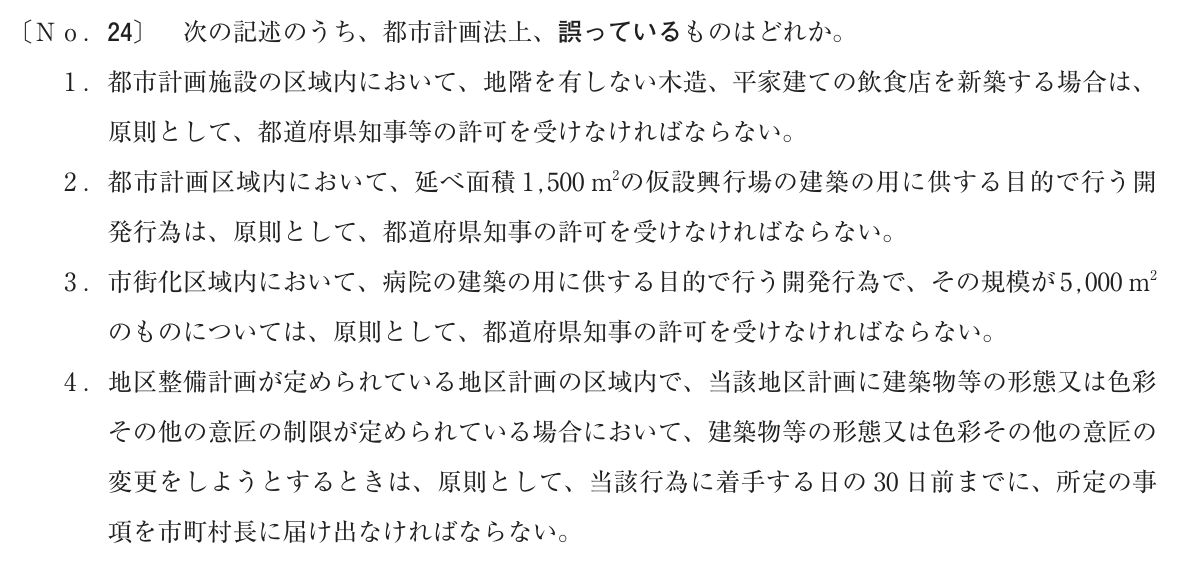 〔Ｎｏ．24〕　次の記述のうち、都市計画法上、誤っているものはどれか。
１．都市計画施設の区域内において、地階を有しない木造、平家建ての飲食店を新築する場合は、
原則として、都道府県知事等の許可を受けなければならない。
２．都市計画区域内において、延べ面積1,500 m²の仮設興行場の建築の用に供する目的で行う開
発行為は、原則として、都道府県知事の許可を受けなければならない。
３．市街化区域内において、病院の建築の用に供する目的で行う開発行為で、その規模が5,000 m²
のものについては、原則として、都道府県知事の許可を受けなければならない。
４．地区整備計画が定められている地区計画の区域内で、当該地区計画に建築物等の形態又は色彩
その他の意匠の制限が定められている場合において、建築物等の形態又は色彩その他の意匠の
変更をしようとするときは、原則として、当該行為に着手する日の 30 日前までに、所定の事
項を市町村長に届け出なければならない。